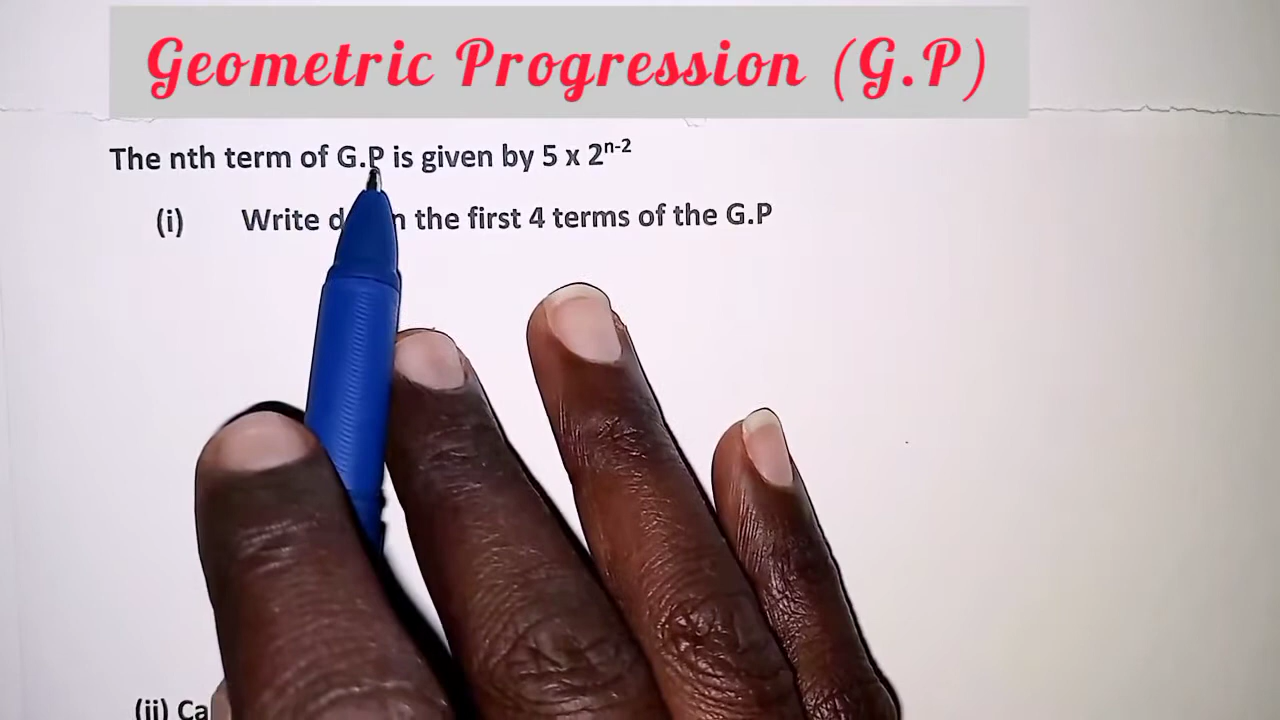 Geometric Progression (G.P)
The nth term of G.P is given by 5 x 2ⁿ⁻²
(i) Write the first 4 terms of the G.P
(ii)